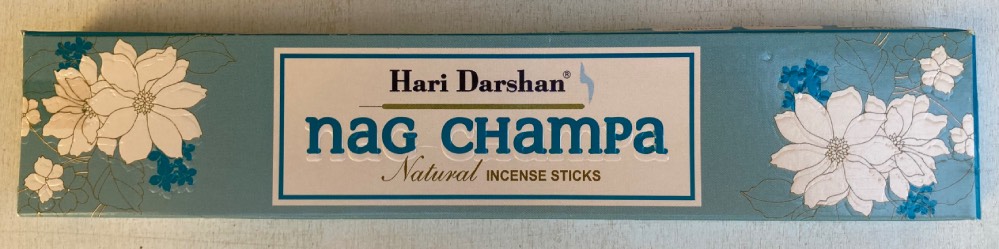 Hari Darshan®
nag champa
Natural INCENSE STICKS